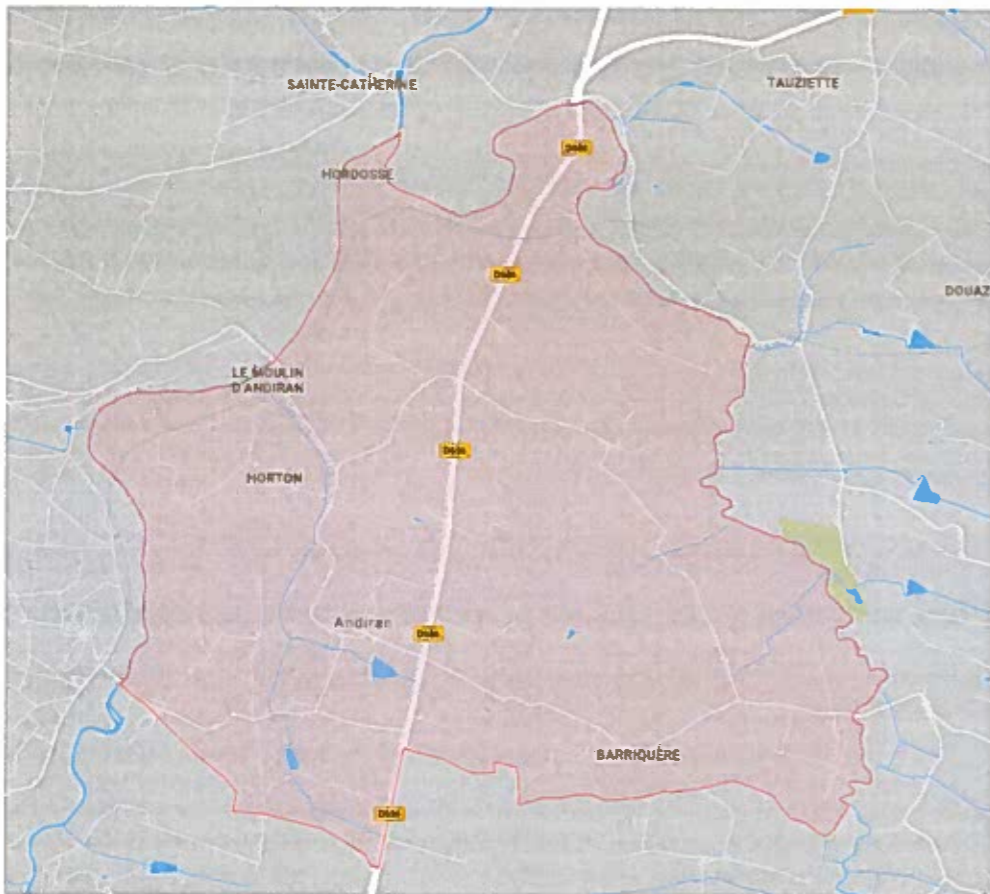 SAINTE-CATHERINE
TAUZIETTE
HORDOSSE
DOUAZ
LE MOULIN
D'ANDIRAN
HORTON
Andiran
BARRIQUÈRE